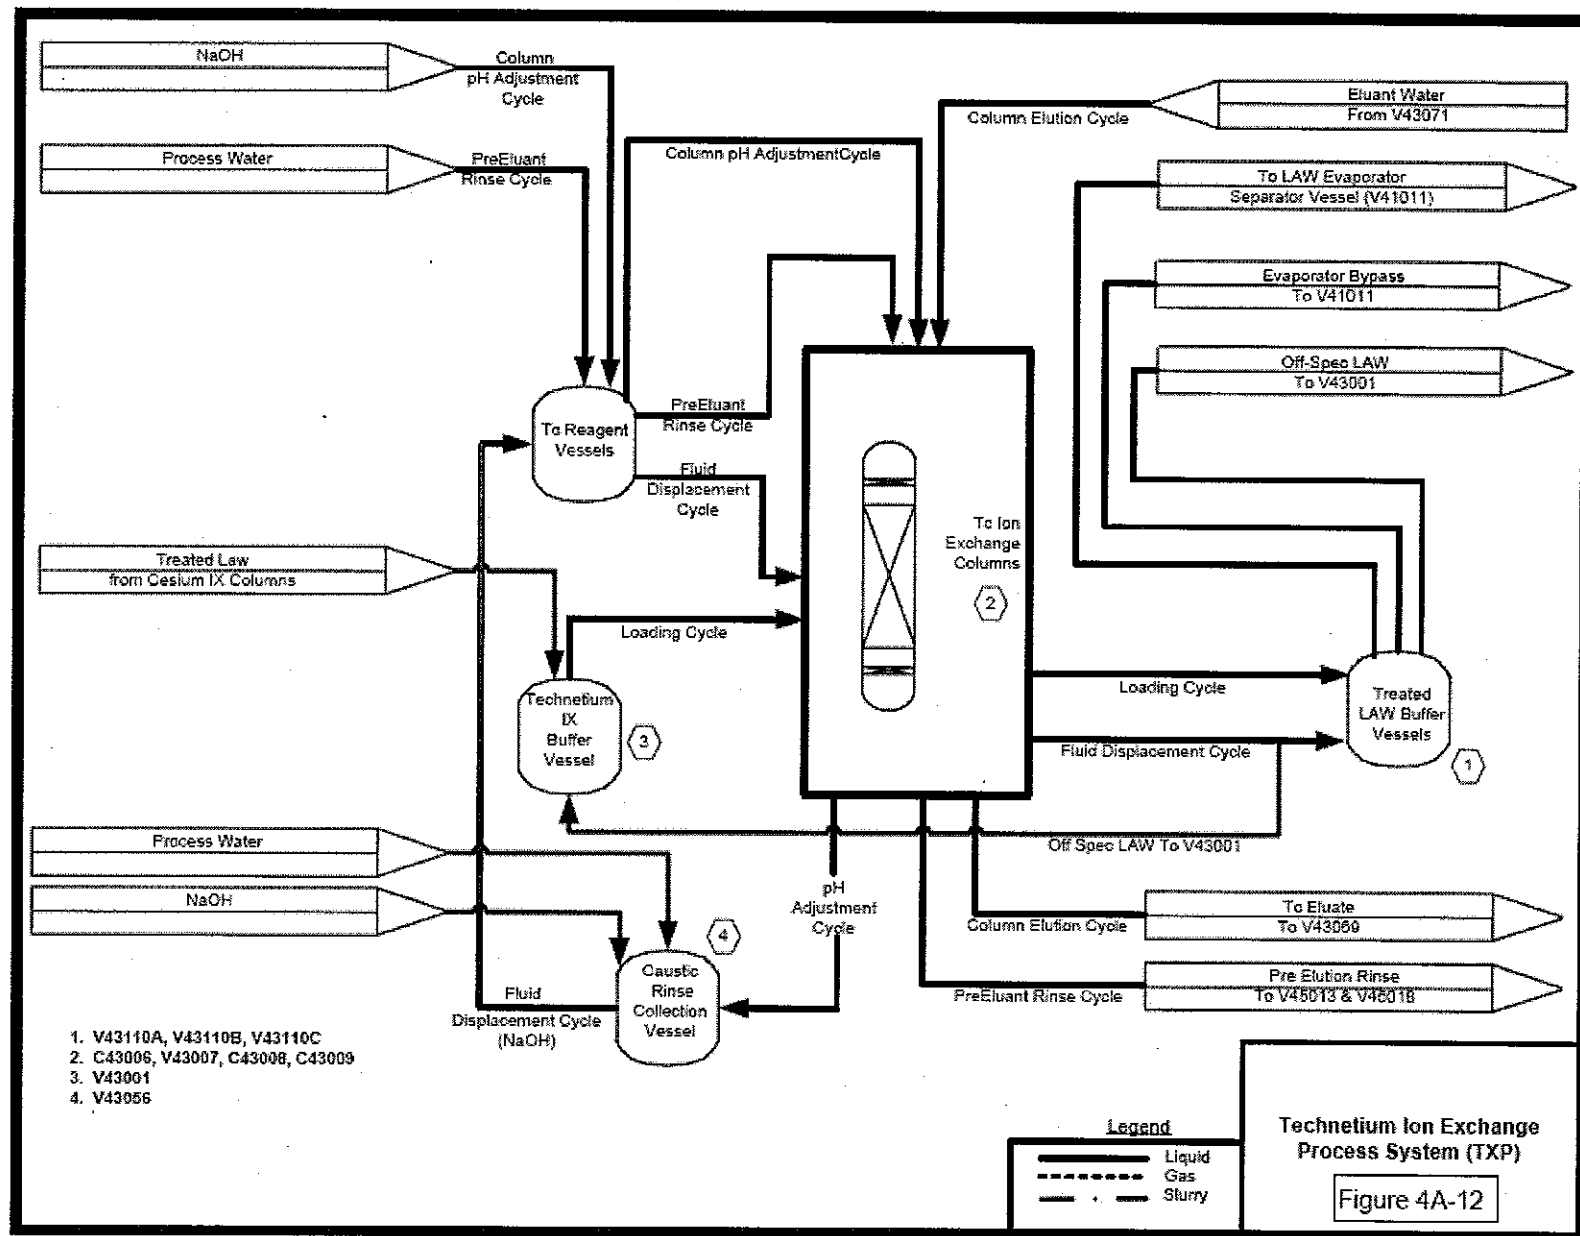 NaOH
Column
pH Adjustment
Cycle
Process Water
PreEluant
Rinse Cycle
Column pH AdjustmentCycle
Column Elution Cycle
Eluant Water
From V43071
To LAW Evaporator
Separator Vessel (V41011)
Evaporator Bypass
To V41011
Off-Spec LAW
To V43001
Tc Reagent
Vessels
PreEluant
Rinse Cycle
Fluid
Displacement
Cycle
Tc Ion
Exchange
Columns
2
Treated Law
from Cesium IX Columns
Loading Cycle
Technetium
IX
Buffer
Vessel
3
Loading Cycle
Fluid Displacement Cycle
Treated
LAW Buffer
Vessels
1
Off Spec LAW To V43001
Process Water
NaOH
pH
Adjustment
Cycle
4
Caustic
Rinse
Collection
Vessel
Fluid
Displacement Cycle
(NaOH)
Column Elution Cycle
Tc Eluate
To V43069
PreEluant Rinse Cycle
Pre Elution Rinse
To V45013 & V45018
1. V43110A, V43110B, V43110C
2. C43006, V43007, C43008, C43009
3. V43001
4. V43056
Legend
Liquid
Gas
Slurry
Technetium Ion Exchange
Process System (TXP)
Figure 4A-12